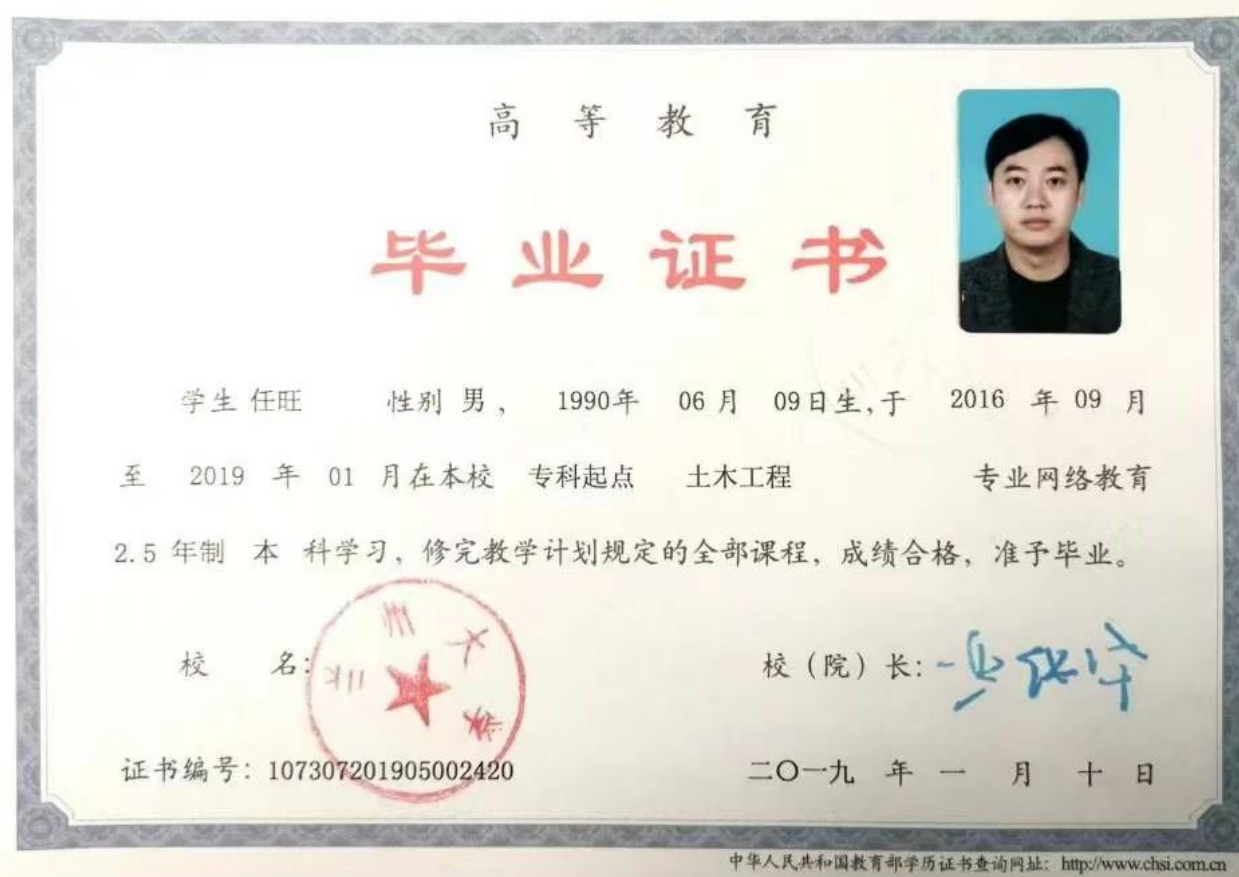 高等教育
毕业证书
学生 任旺 性别 男， 1990年 06月 09日生,于 2016 年 09 月
至 2019 年 01 月在本校 专科起点 土木工程 专业网络教育
2.5 年制 本 科学习，修完教学计划规定的全部课程，成绩合格，准予毕业。
校 名: 校（院）长:
兰 大 学
证书编号: 107307201905002420 二〇一九 年 一 月 十 日
中华人民共和国教育部学历证书查询网址: http://www.chsi.com.cn